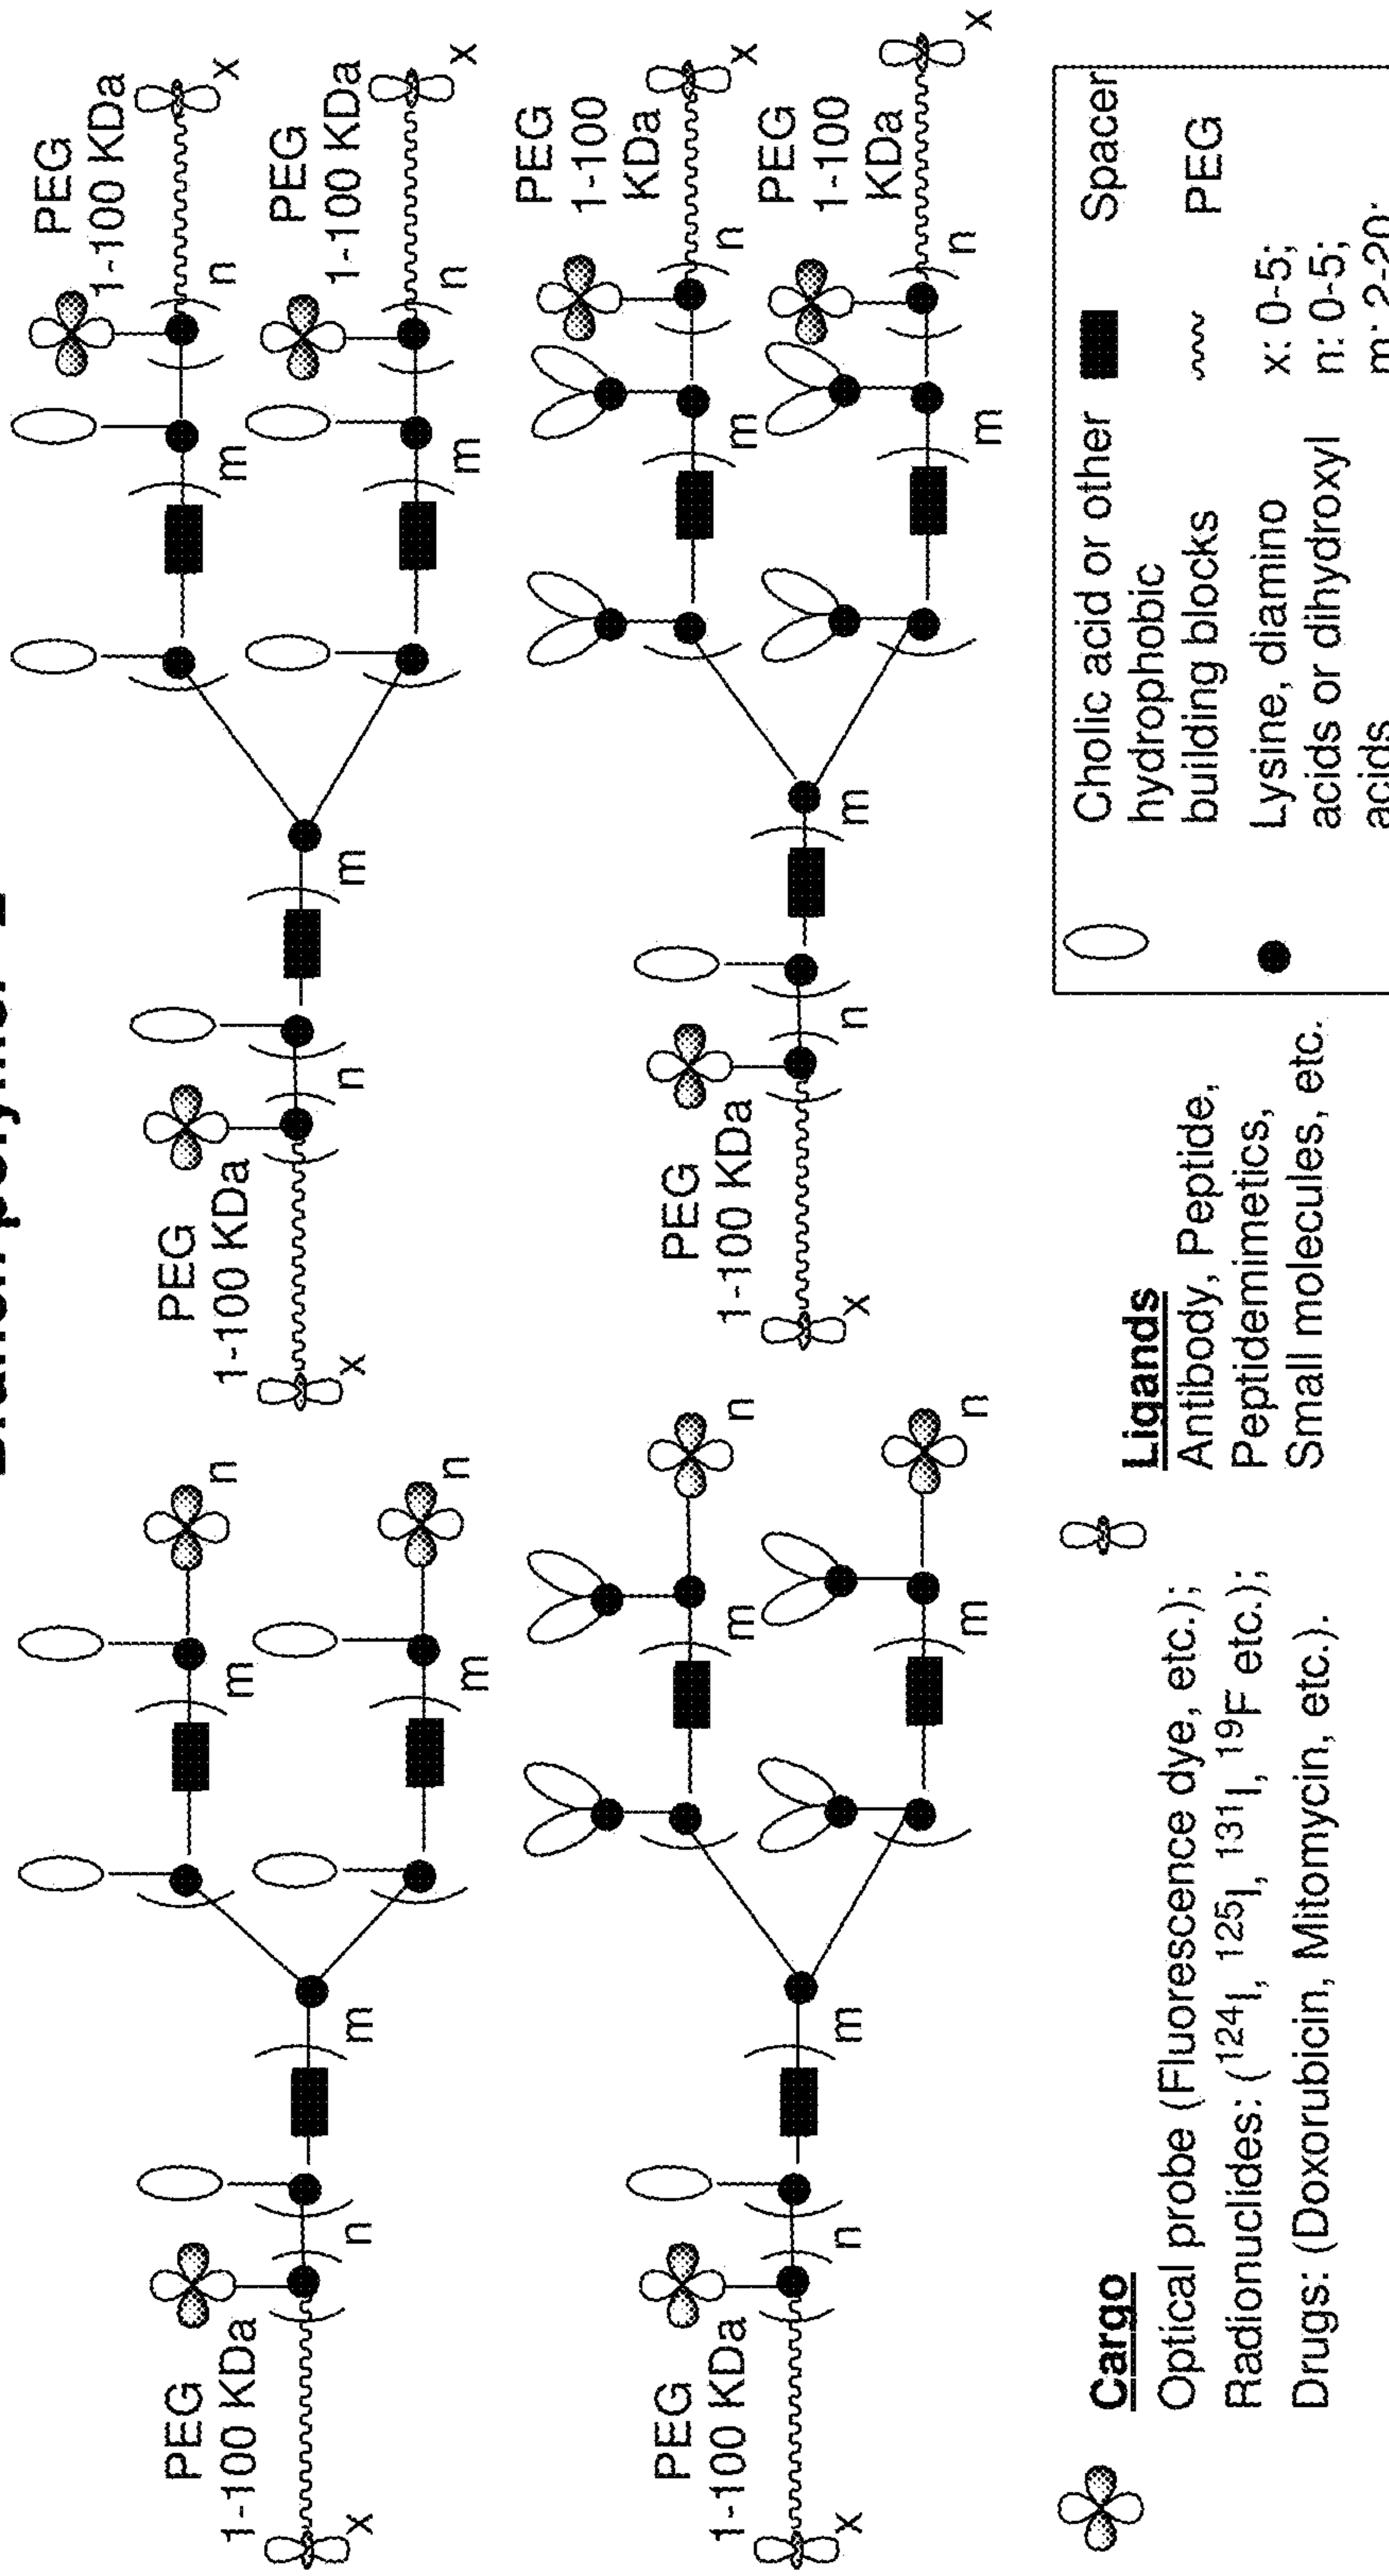 Branch polymer
PEG
1-100 KDa
x
n
m
m
n
m
n
PEG
1-100 KDa
x
n
m
PEG
1-100 KDa
m
n
x
PEG
1-100 KDa
m
n
x
PEG
1-100 KDa
x
n
m
m
n
m
n
PEG
1-100 KDa
x
n
m
PEG
1-100
KDa
m
n
x
PEG
1-100
KDa
m
n
x
Cargo
Optical probe (Fluorescence dye, etc.);
Radionuclides: (124I, 125I, 131I, 19F etc.);
Drugs: (Doxorubicin, Mitomycin, etc.).
Ligands
Antibody, Peptide,
Peptidemimetics,
Small molecules, etc.
Cholic acid or other
hydrophobic
building blocks
Lysine, diamino
acids or dihydroxyl
acids
Spacer
PEG
x: 0-5;
n: 0-5;
m: 2-20;